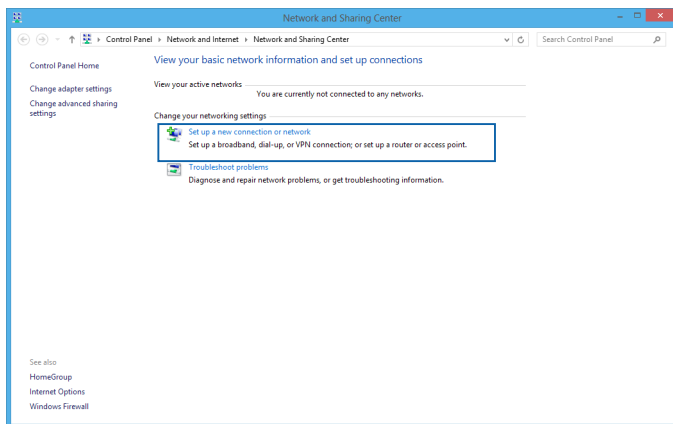 Network and Sharing Center
Control Panel Network and Internet Network and Sharing Center
Search Control Panel
Control Panel Home
Change adapter settings
Change advanced sharing
settings
View your basic network information and set up connections
View your active networks
You are currently not connected to any networks.
Change your networking settings
Set up a new connection or network
Set up a broadband, dial-up, or VPN connection; or set up a router or access point.
Troubleshoot problems
Diagnose and repair network problems, or get troubleshooting information.
See also
HomeGroup
Internet Options
Windows Firewall